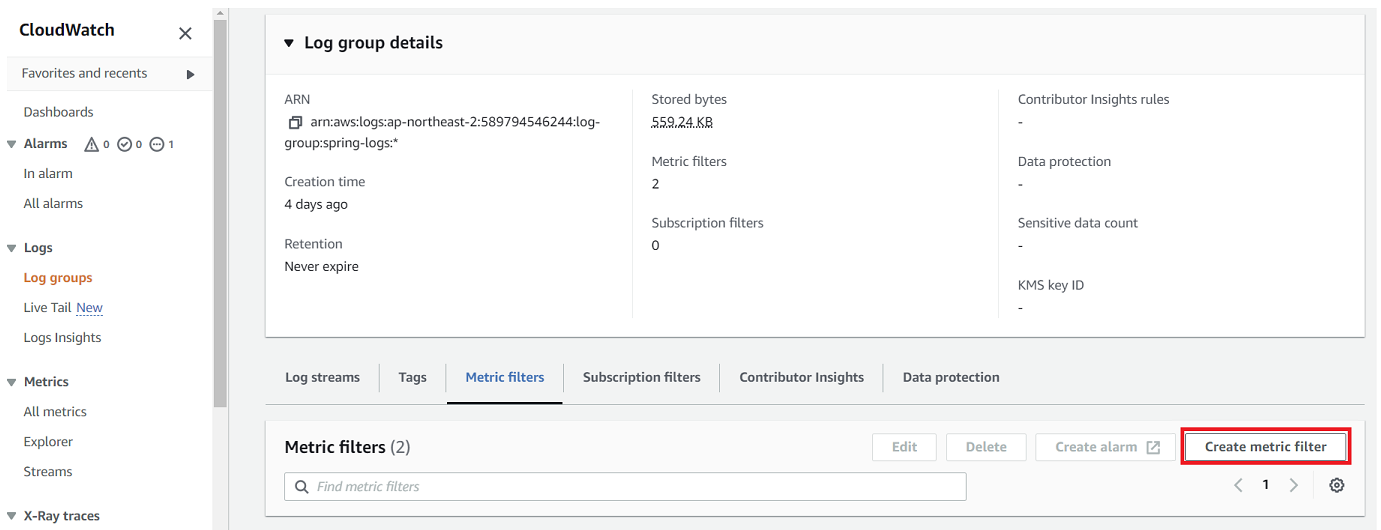 CloudWatch
Favorites and recents
Dashboards
Alarms 0 0 1
In alarm
All alarms
Logs
Log groups
Live Tail New
Logs Insights
Metrics
All metrics
Explorer
Streams
X-Ray traces
Log group details
ARN
arn:aws:logs:ap-northeast-2:589794546244:log-
group:spring-logs:*
Creation time
4 days ago
Retention
Never expire
Stored bytes
559.24 KB
Metric filters
2
Subscription filters
0
Contributor Insights rules
-
Data protection
-
Sensitive data count
-
KMS key ID
-
Log streams Tags Metric filters Subscription filters Contributor Insights Data protection
Metric filters (2) Edit Delete Create alarm Create metric filter
Find metric filters 1